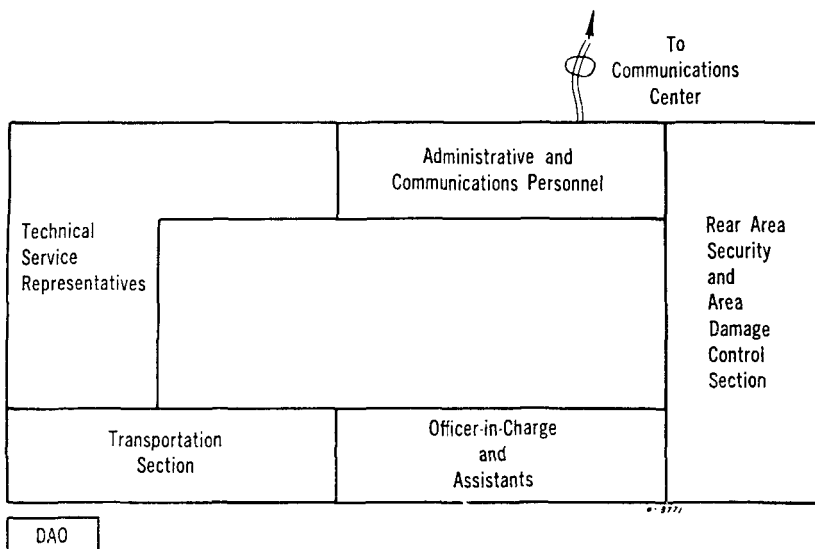 To
Communications
Center
Administrative and
Communications Personnel
Technical
Service
Representatives
Rear Area
Security
and
Area
Damage
Control
Section
Transportation
Section
Officer-in-Charge
and
Assistants
DAO